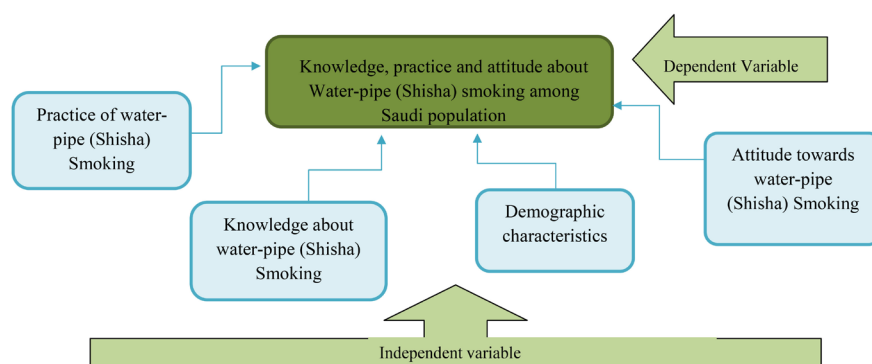 Knowledge, practice and attitude about
Water-pipe (Shisha) smoking among
Saudi population
Dependent Variable
Practice of water-
pipe (Shisha)
Smoking
Attitude towards
water-pipe
(Shisha) Smoking
Knowledge about
water-pipe (Shisha)
Smoking
Demographic
characteristics
Independent variable